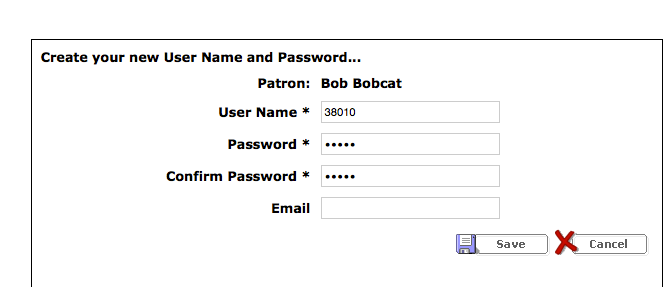 Create your new User Name and Password...
Patron: Bob Bobcat
User Name * 38010
Password * •••••
Confirm Password * •••••
Email
Save Cancel